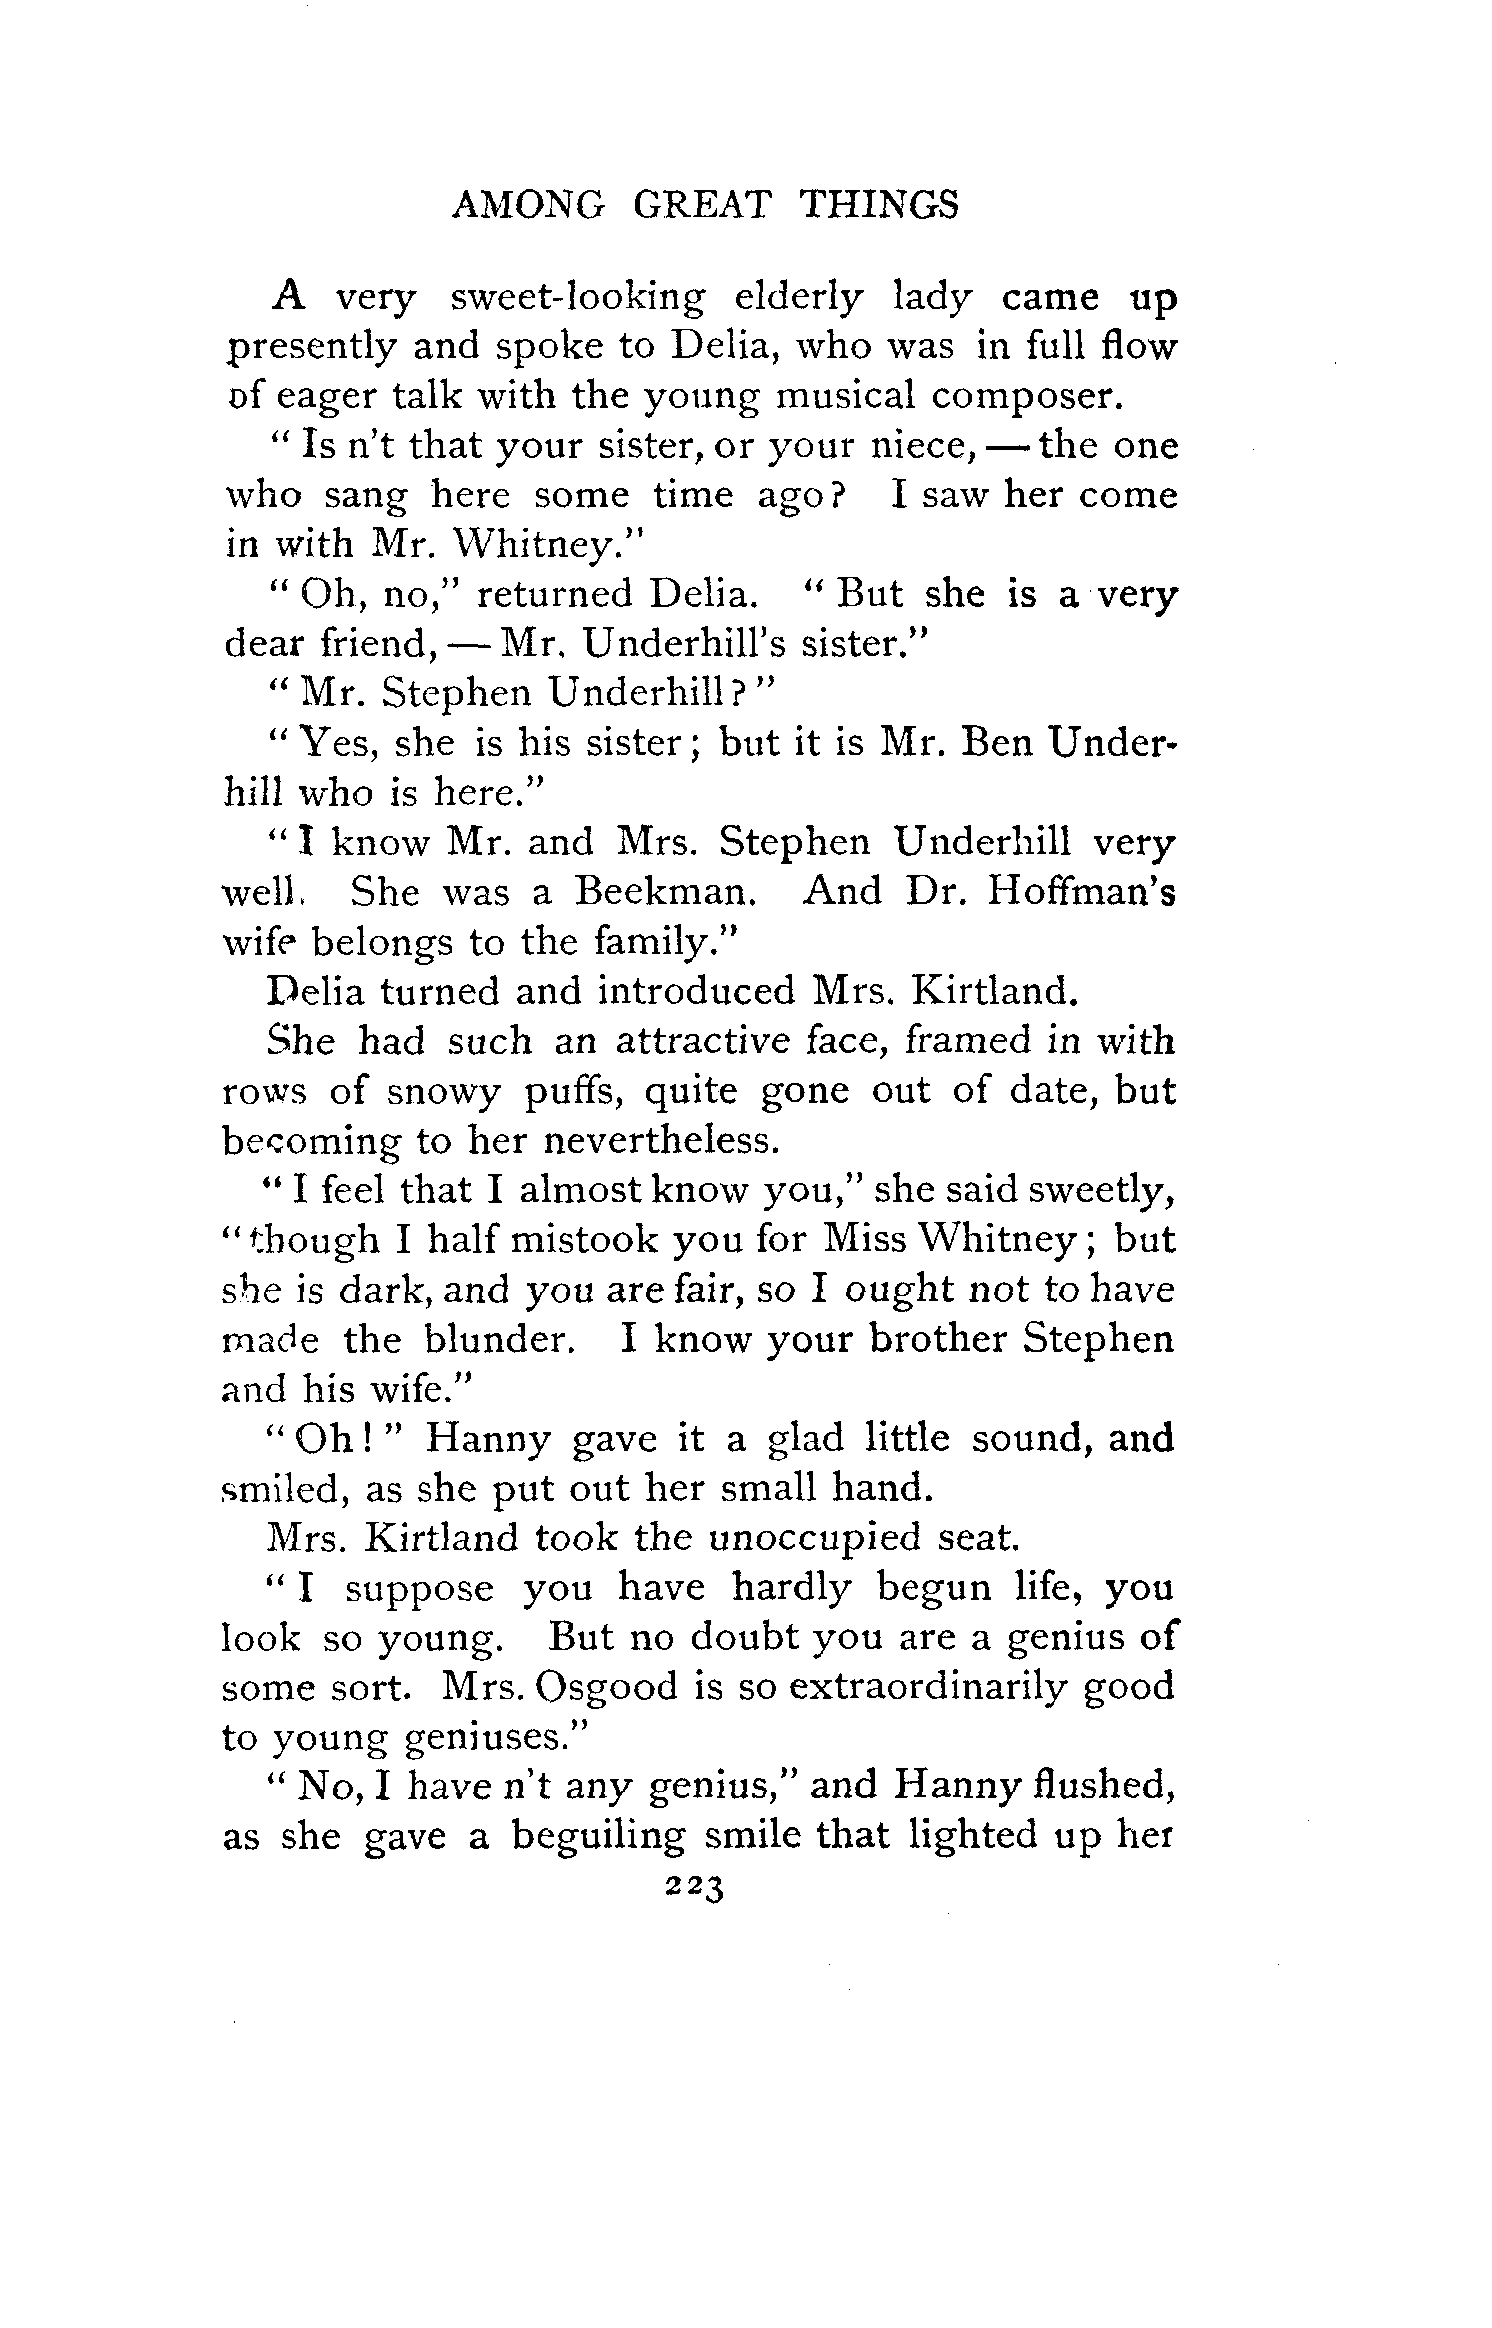 AMONG GREAT THINGS
A very sweet-looking elderly lady came up
presently and spoke to Delia, who was in full flow
of eager talk with the young musical composer.
" Is n't that your sister, or your niece, — the one
who sang here some time ago? I saw her come
in with Mr. Whitney."
" Oh, no," returned Delia. " But she is a very
dear friend, — Mr. Underhill's sister."
" Mr. Stephen Underhill? "
" Yes, she is his sister; but it is Mr. Ben Under-
hill who is here."
" I know Mr. and Mrs. Stephen Underhill very
well. She was a Beekman. And Dr. Hoffman's
wife belongs to the family."
Delia turned and introduced Mrs. Kirtland.
She had such an attractive face, framed in with
rows of snowy puffs, quite gone out of date, but
becoming to her nevertheless.
" I feel that I almost know you," she said sweetly,
" though I half mistook you for Miss Whitney; but
she is dark, and you are fair, so I ought not to have
made the blunder. I know your brother Stephen
and his wife."
" Oh! " Hanny gave it a glad little sound, and
smiled, as she put out her small hand.
Mrs. Kirtland took the unoccupied seat.
" I suppose you have hardly begun life, you
look so young. But no doubt you are a genius of
some sort. Mrs. Osgood is so extraordinarily good
to young geniuses."
" No, I have n't any genius," and Hanny flushed,
as she gave a beguiling smile that lighted up her
223